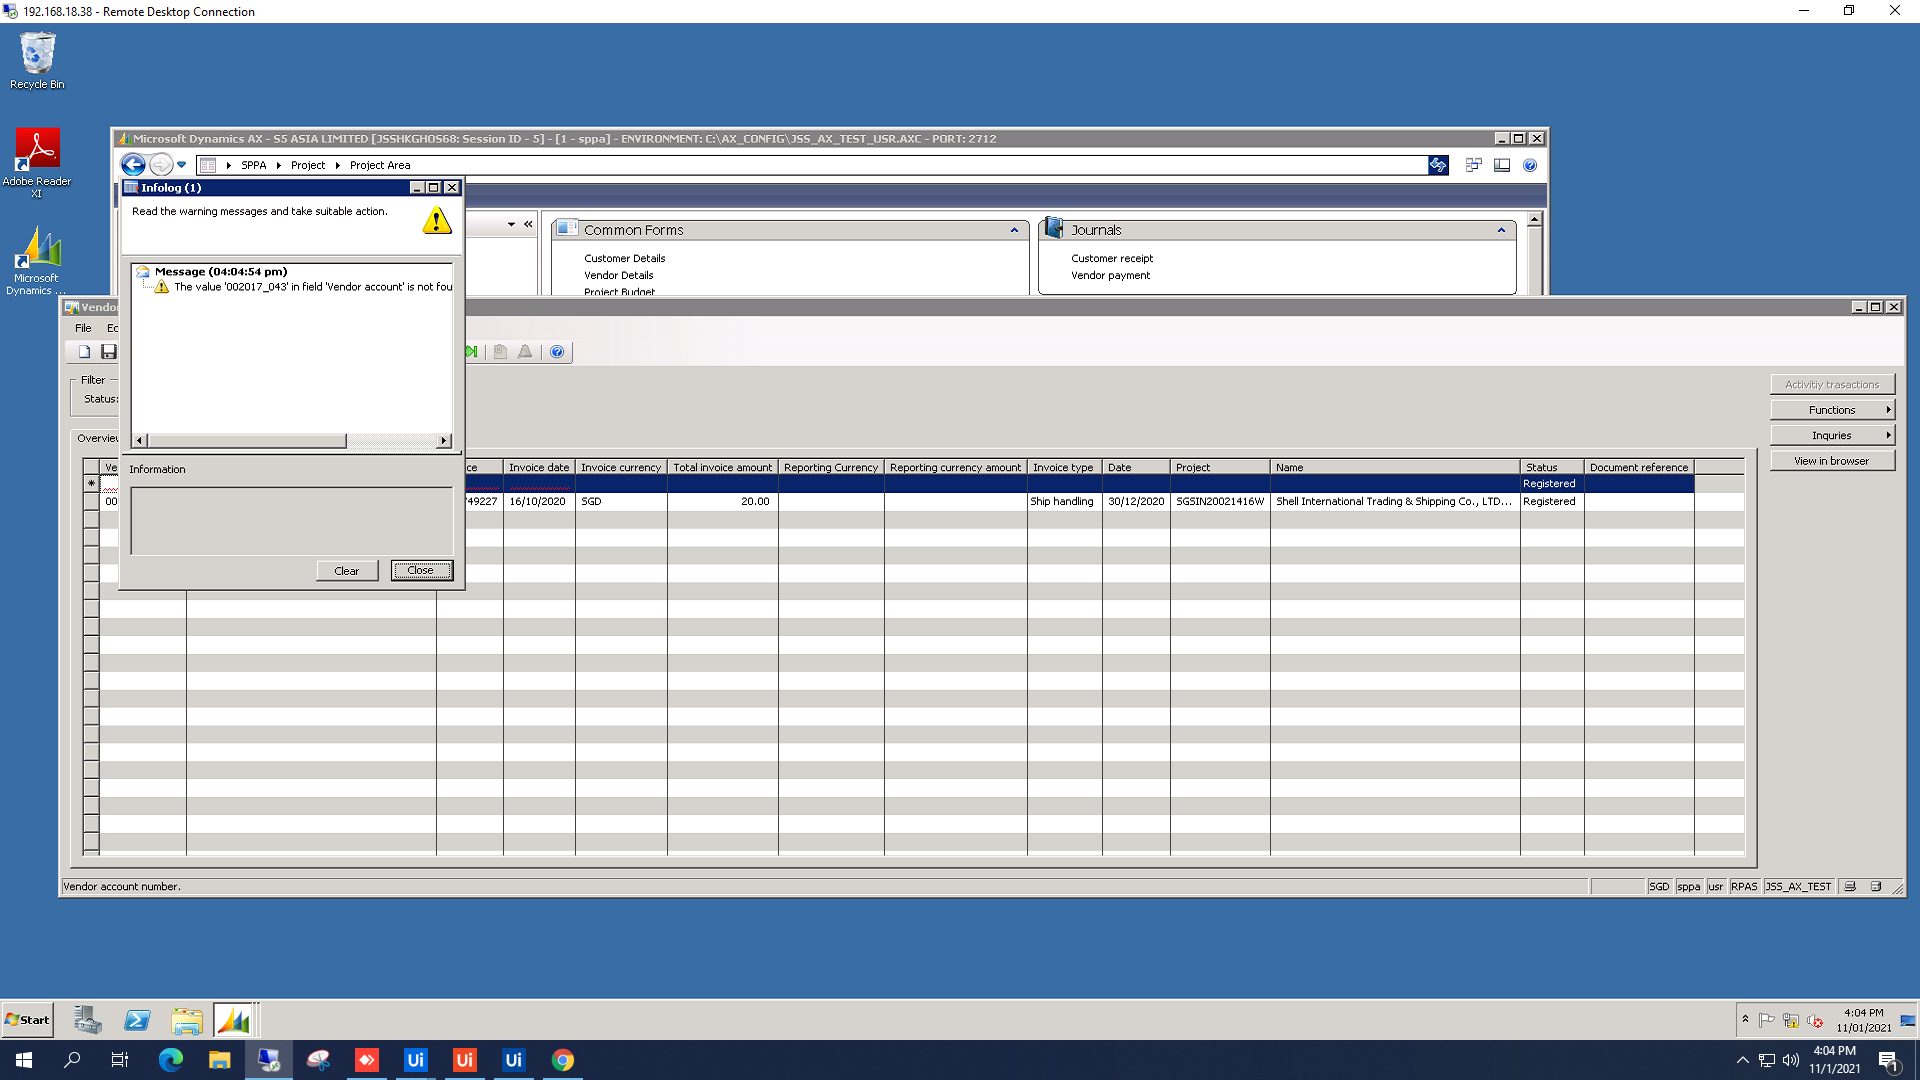 192.168.18.38 - Remote Desktop Connection
Recycle Bin
Adobe Reader XI
Microsoft Dynamics ...
Microsoft Dynamics AX - S5 ASIA LIMITED [JSSHKGHOS68: Session ID - 5] - [1 - sppa] - ENVIRONMENT: C:\AX_CONFIG\JSS_AX_TEST_USR.AXC - PORT: 2712
SPPA Project Project Area
Infolog (1)
Read the warning messages and take suitable action.
Message (04:04:54 pm)
The value '002017_043' in field 'Vendor account' is not fou
Information
Clear Close
Common Forms
Customer Details
Vendor Details
Project Budget
Journals
Customer receipt
Vendor payment
Vendo
File Ec
Filter
Status:
Overvie
Activitiy trasactions
Functions
Inquries
View in browser
Ve ce Invoice date Invoice currency Total invoice amount Reporting Currency Reporting currency amount Invoice type Date Project Name Status Document reference
Registered
00 49227 16/10/2020 SGD 20.00 Ship handling 30/12/2020 SGSIN20021416W Shell International Trading & Shipping Co., LTD... Registered
Vendor account number.
SGD sppa usr RPAS JSS_AX_TEST
Start
4:04 PM
11/01/2021
Ui Ui Ui
4:04 PM
11/1/2021
1